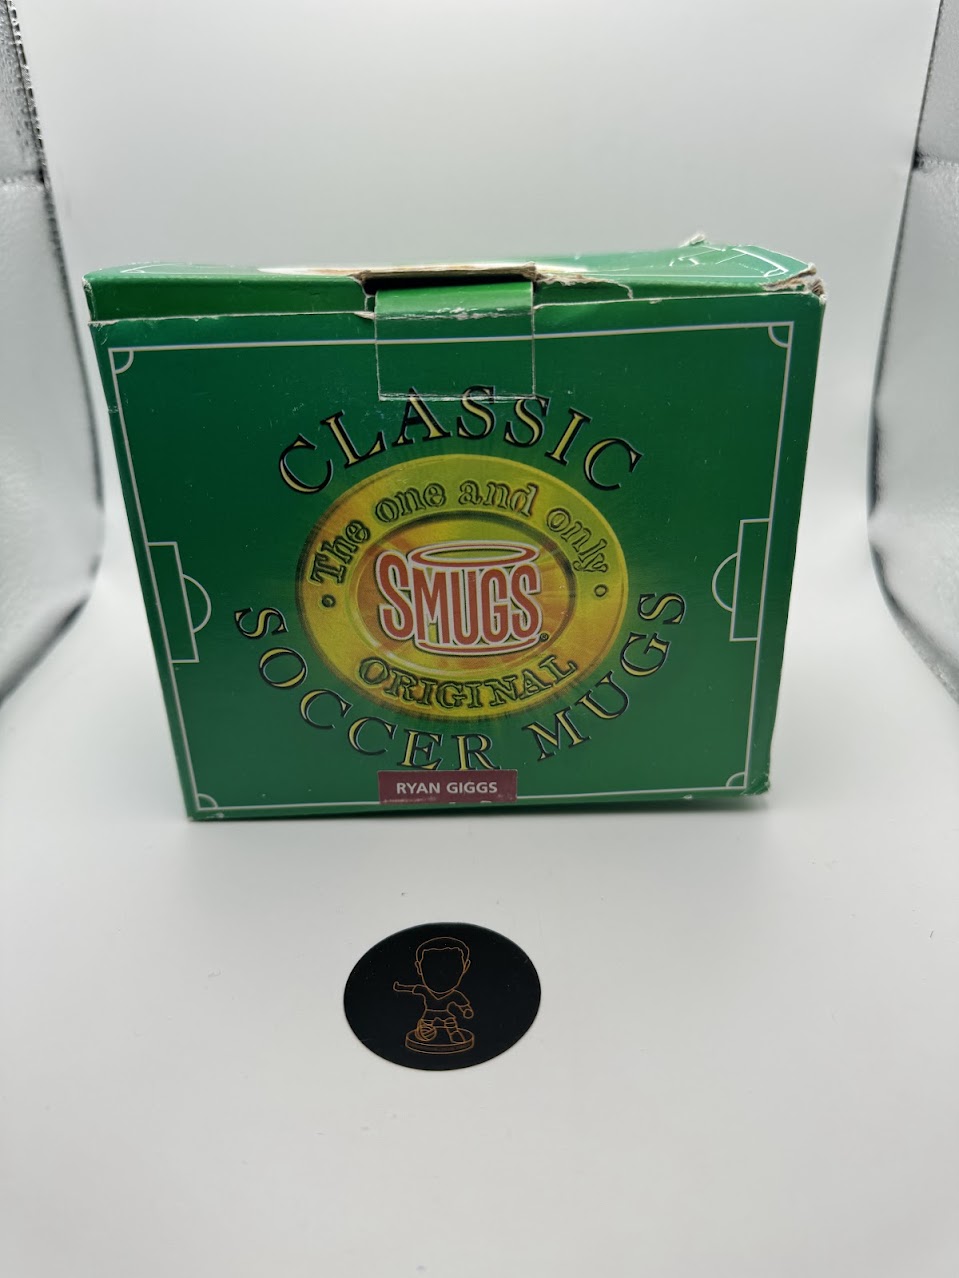 CLASSIC
The one and only
SMUGS®
ORIGINAL
SOCCER MUGS
RYAN GIGGS